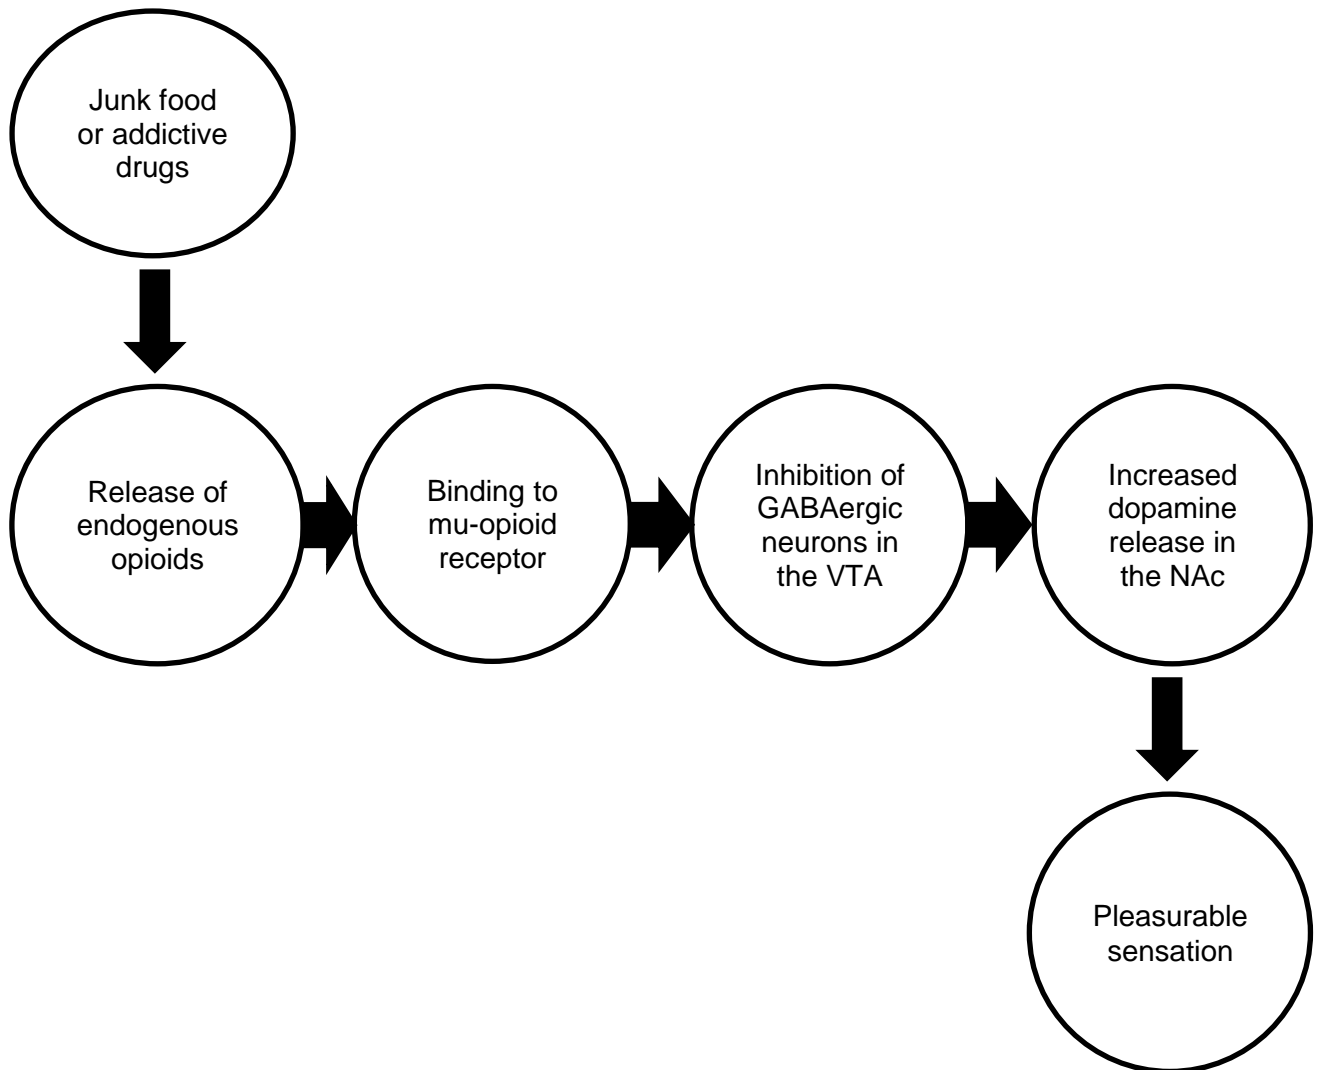 Junk food
or addictive
drugs
Release of
endogenous
opioids
Binding to
mu-opioid
receptor
Inhibition of
GABAergic
neurons in
the VTA
Increased
dopamine
release in
the NAc
Pleasurable
sensation